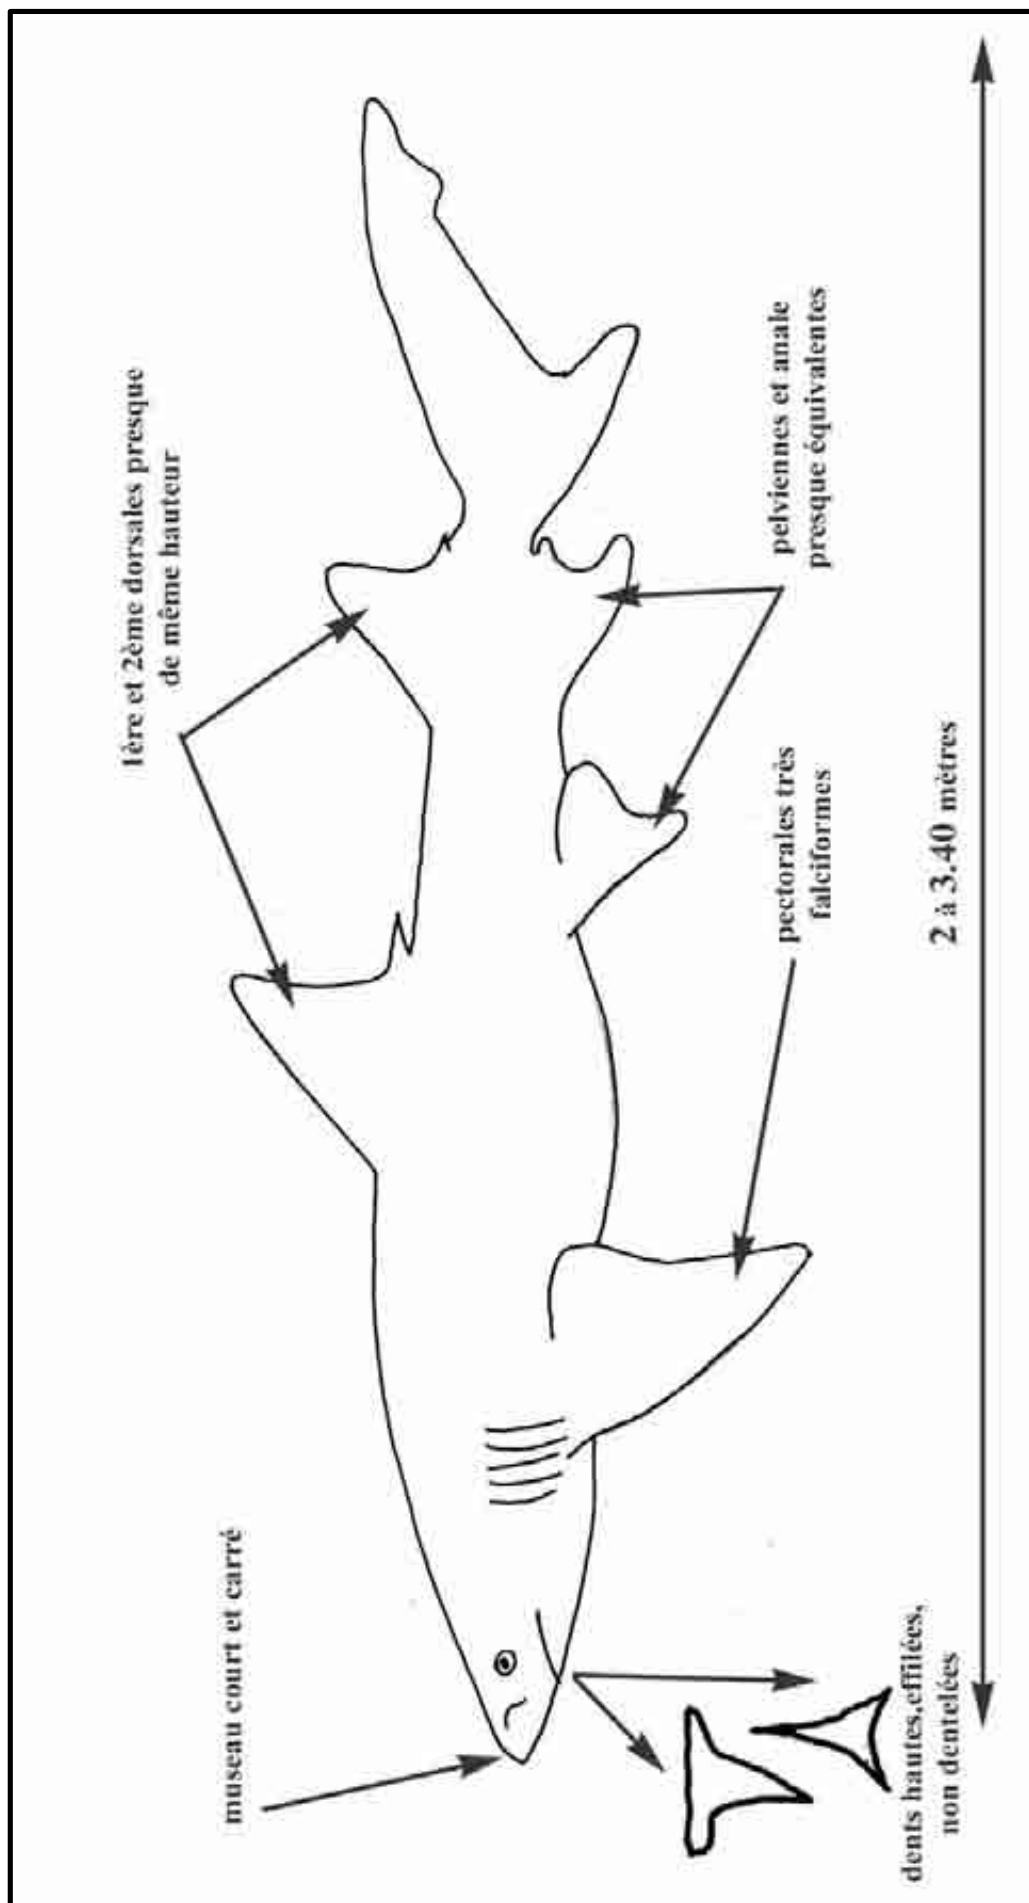 museau court et carré
1ère et 2ème dorsales presque
de même hauteur
dents hautes,effilées,
non dentelées
pectorales très
falciformes
pelviennes et anale
presque équivalentes
2 à 3.40 mètres